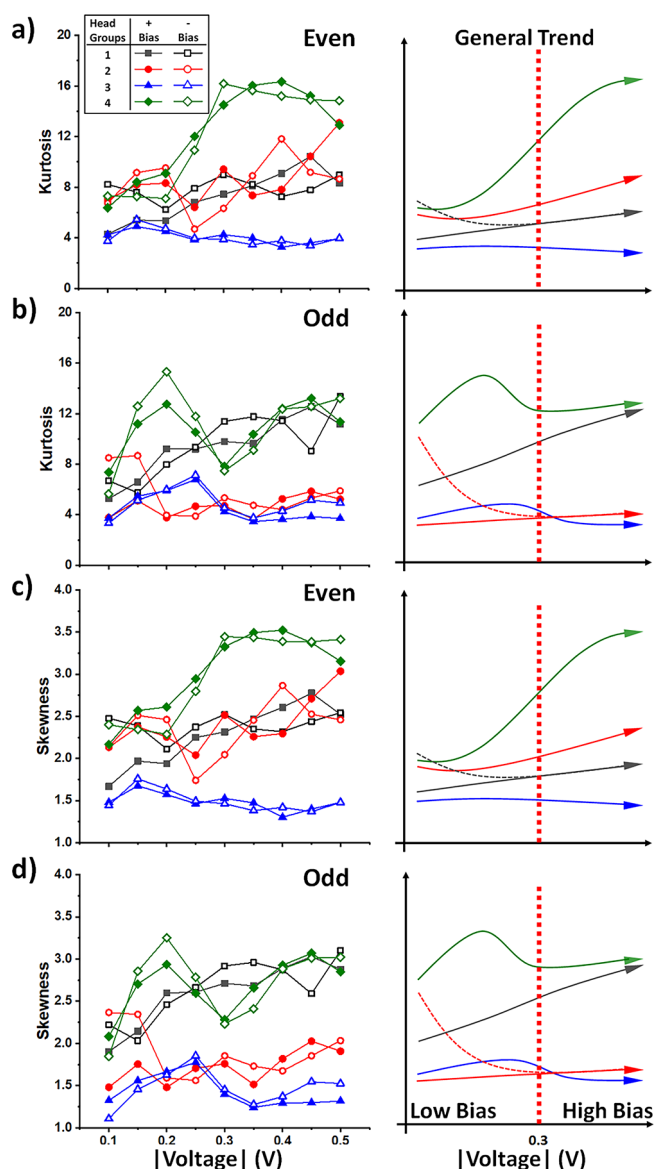 a)
Head Groups + Bias - Bias
1
2
3
4
Even
General Trend
Kurtosis
20
16
12
8
4
0
b)
Odd
Kurtosis
20
16
12
8
4
0
c)
Even
Skewness
4.0
3.5
3.0
2.5
2.0
1.5
1.0
d)
Odd
Skewness
4.0
3.5
3.0
2.5
2.0
1.5
1.0
0.1 0.2 0.3 0.4 0.5
|Voltage| (V)
Low Bias
High Bias
0.3
|Voltage| (V)